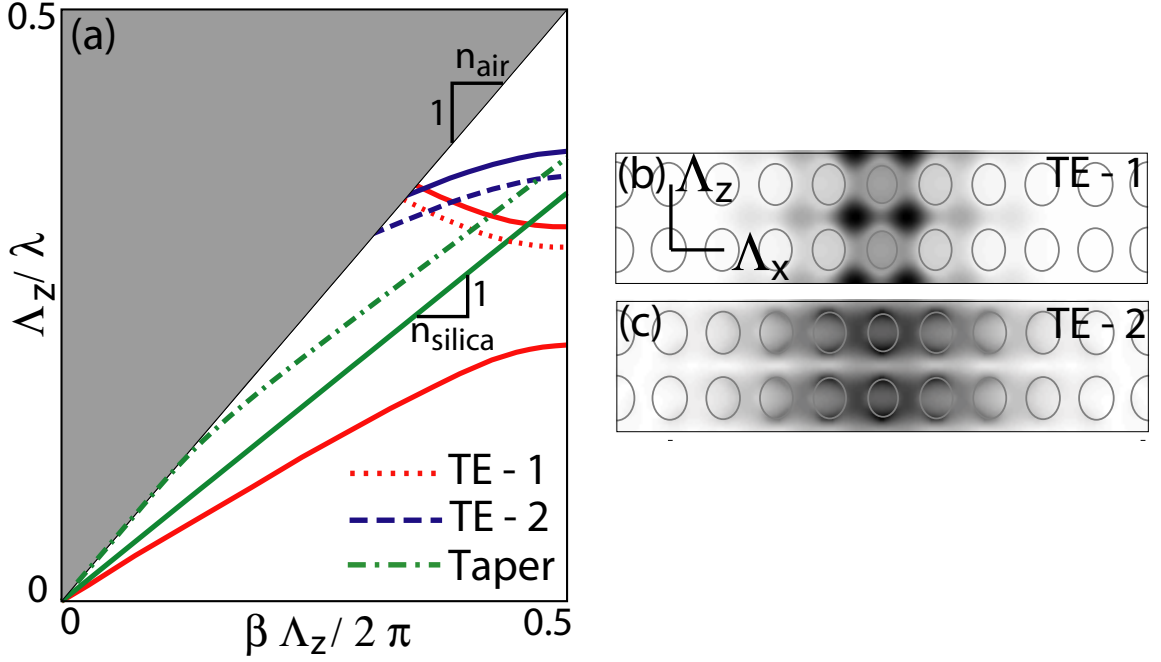 0.5
(a)
n_air
1
Λ_z / λ
1
n_silica
TE - 1
TE - 2
Taper
0
0
β Λ_z / 2 π
0.5
(b)
Λ_z
TE - 1
Λ_x
(c)
TE - 2